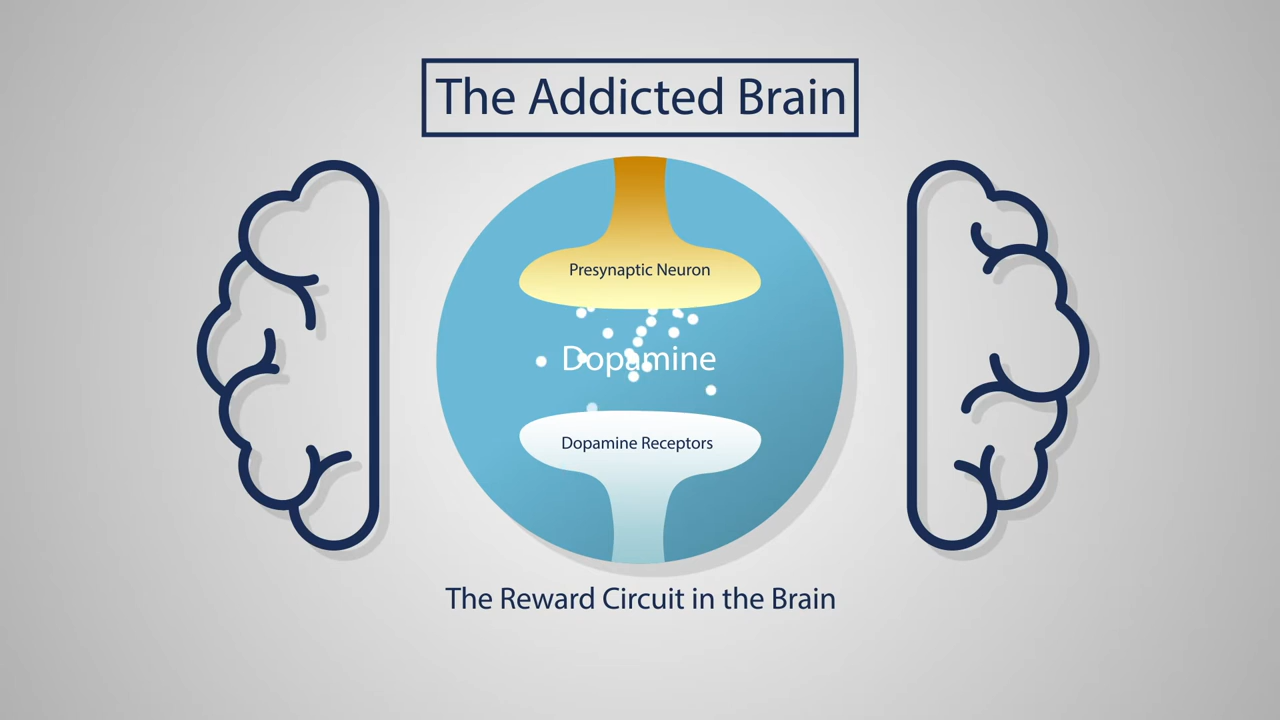 The Addicted Brain
Presynaptic Neuron
Dopamine
Dopamine Receptors
The Reward Circuit in the Brain